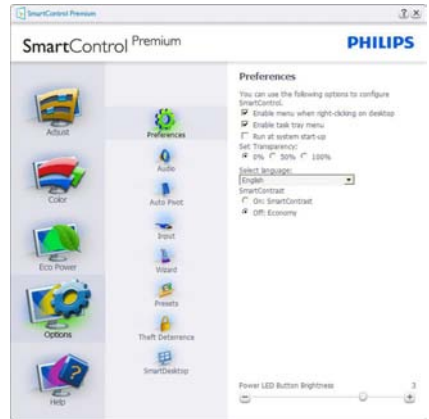 SmartControl Premium
SmartControl Premium
PHILIPS
Adjust
Color
Eco Power
Options
Help
Preferences
Audio
Auto Pivot
Input
Wizard
Presets
Theft Deterrence
SmartDesktop
Preferences
You can use the following options to configure
SmartControl.
Enable menu when right-clicking on desktop
Enable task tray menu
Run at system start-up
Set Transparency:
0% 50% 100%
Select language:
English
SmartContrast
On: SmartContrast
Off: Economy
Power LED Button Brightness 3